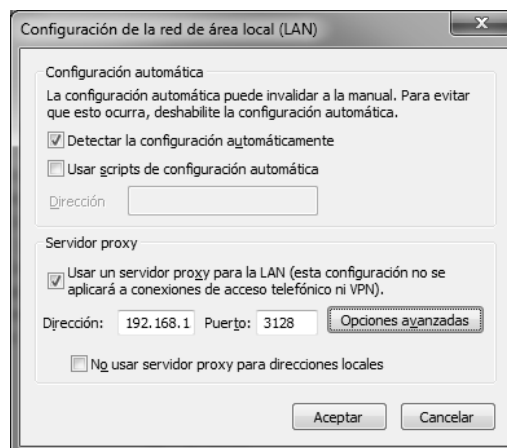 Configuración de la red de área local (LAN)
x
Configuración automática
La configuración automática puede invalidar a la manual. Para evitar
que esto ocurra, deshabilite la configuración automática.
Detectar la configuración automáticamente
Usar scripts de configuración automática
Dirección
Servidor proxy
Usar un servidor proxy para la LAN (esta configuración no se
aplicará a conexiones de acceso telefónico ni VPN).
Dirección: 192.168.1 Puerto: 3128 Opciones avanzadas
No usar servidor proxy para direcciones locales
Aceptar Cancelar